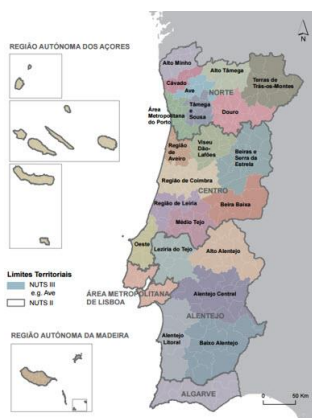 REGIÃO AUTÓNOMA DOS AÇORES
N
Alto Minho
Alto Tâmega
Terras de
Trás-os-Montes
Cávado
Ave
NORTE
Área
Metropolitana
do Porto
Tâmega
e
Sousa
Douro
Região
de
Aveiro
Viseu
Dão-
Lafões
Beiras e
Serra da
Estrela
Região de Coimbra
CENTRO
Região de Leiria
Beira Baixa
Médio Tejo
Oeste
Lezíria do Tejo
Alto Alentejo
Limites Territoriais
NUTS III
e.g. Ave
NUTS II
ÁREA METROPOLITANA
DE LISBOA
Alentejo Central
ALENTEJO
REGIÃO AUTÓNOMA DA MADEIRA
Alentejo
Litoral
Baixo Alentejo
ALGARVE
0
50 Km